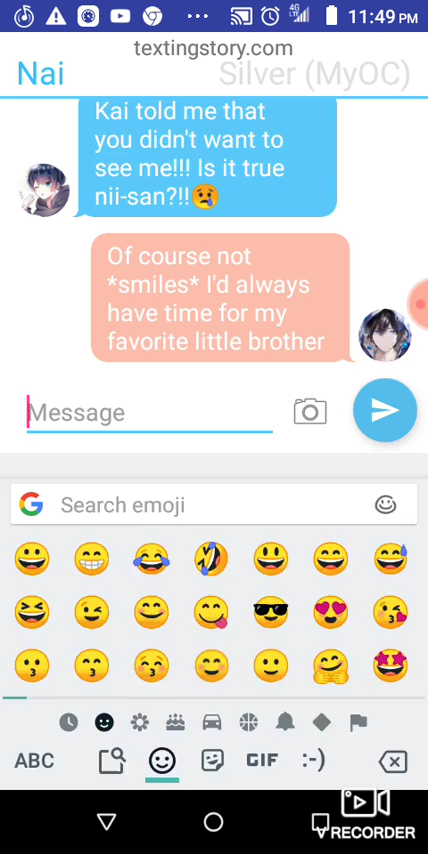 4G
LTE
11:49 PM
textingstory.com
Nai
Silver (MyOC)
Kai told me that
you didn't want to
see me!!! Is it true
nii-san?!!😢
Of course not
*smiles* I'd always
have time for my
favorite little brother
Message
Search emoji
ABC
GIF
:-)
RECORDER